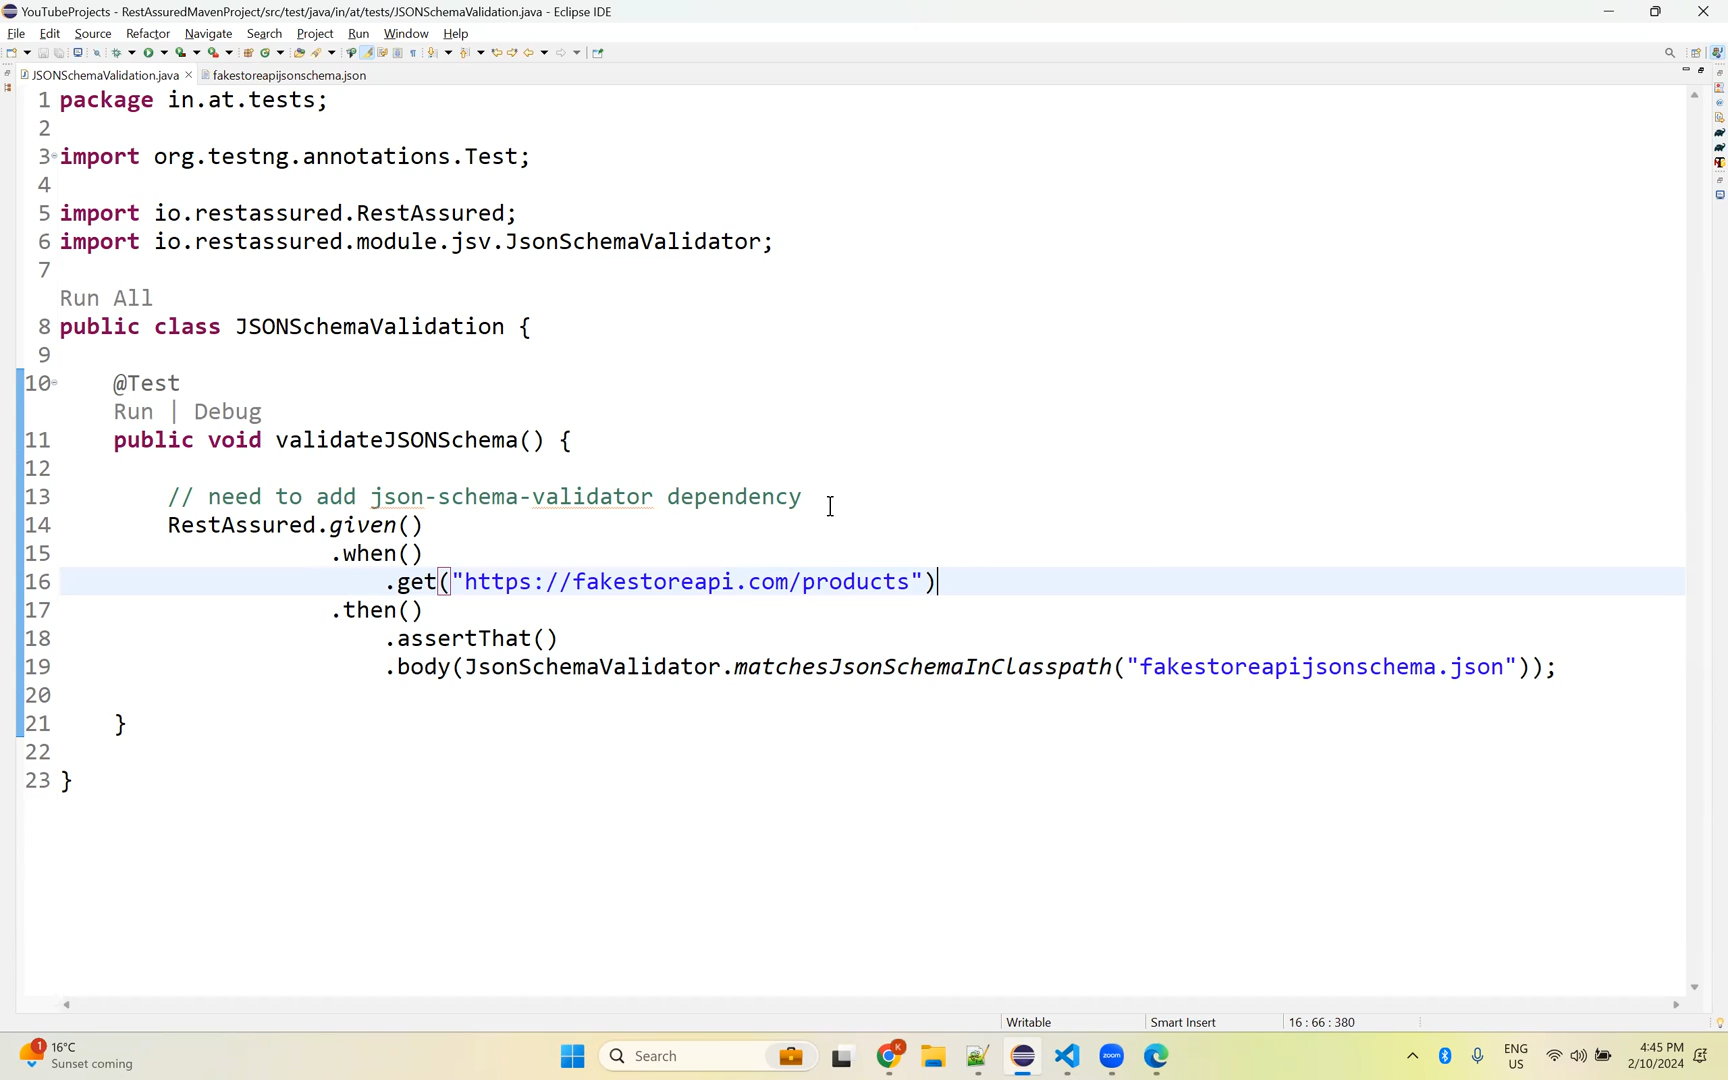 YouTubeProjects - RestAssuredMavenProject/src/test/java/in/at/tests/JSONSchemaValidation.java - Eclipse IDE
File Edit Source Refactor Navigate Search Project Run Window Help
JSONSchemaValidation.java fakestoreapijsonschema.json
1 package in.at.tests;
2
3 import org.testng.annotations.Test;
4
5 import io.restassured.RestAssured;
6 import io.restassured.module.jsv.JsonSchemaValidator;
7
Run All
8 public class JSONSchemaValidation {
9
10 @Test
Run | Debug
11 public void validateJSONSchema() {
12
13 // need to add json-schema-validator dependency
14 RestAssured.given()
15 .when()
16 .get("https://fakestoreapi.com/products")
17 .then()
18 .assertThat()
19 .body(JsonSchemaValidator.matchesJsonSchemaInClasspath("fakestoreapijsonschema.json"));
20
21 }
22
23 }
Writable Smart Insert 16 : 66 : 380
1 16°C
Sunset coming
Search
K
zoom
ENG
US
4:45 PM
2/10/2024